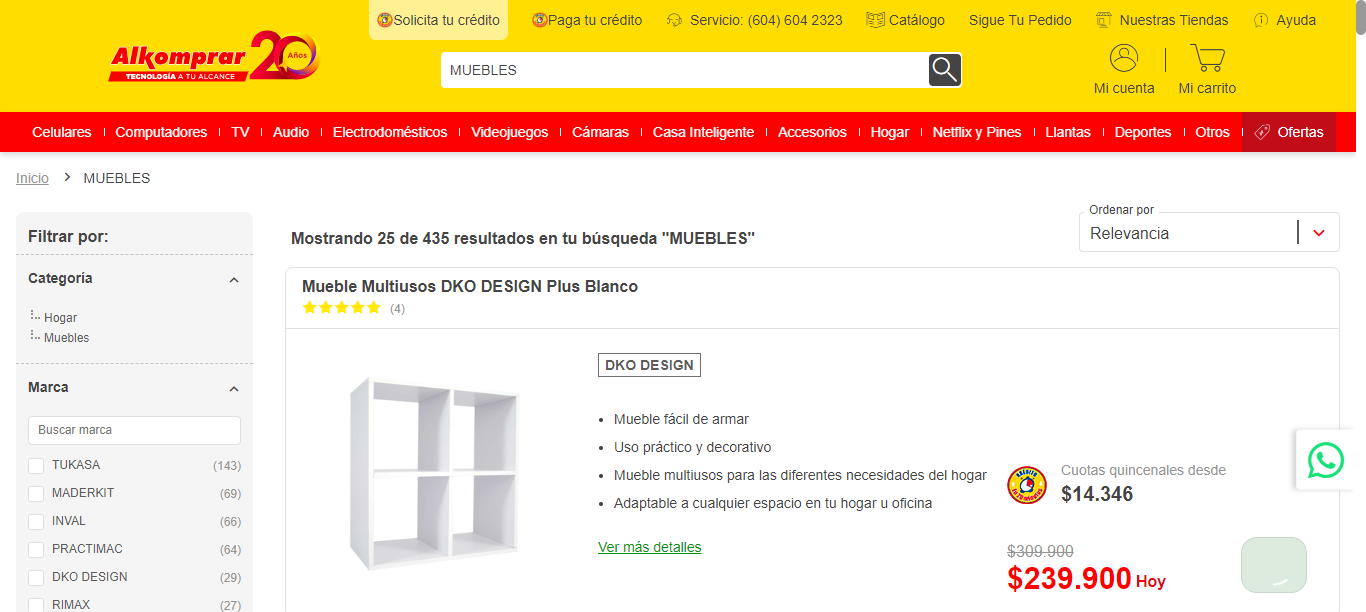 Solicita tu crédito
Paga tu crédito
Servicio: (604) 604 2323
Catálogo
Sigue Tu Pedido
Nuestras Tiendas
Ayuda
Alkomprar 20 Años
TECNOLOGÍA A TU ALCANCE
MUEBLES
Mi cuenta
Mi carrito
Celulares
Computadores
TV
Audio
Electrodomésticos
Videojuegos
Cámaras
Casa Inteligente
Accesorios
Hogar
Netflix y Pines
Llantas
Deportes
Otros
Ofertas
Inicio > MUEBLES
Filtrar por:
Categoría
Hogar
Muebles
Marca
Buscar marca
TUKASA (143)
MADERKIT (69)
INVAL (66)
PRACTIMAC (64)
DKO DESIGN (29)
RIMAX (27)
Mostrando 25 de 435 resultados en tu búsqueda "MUEBLES"
Ordenar por
Relevancia
Mueble Multiusos DKO DESIGN Plus Blanco
(4)
DKO DESIGN
Mueble fácil de armar
Uso práctico y decorativo
Mueble multiusos para las diferentes necesidades del hogar
Adaptable a cualquier espacio en tu hogar u oficina
Ver más detalles
Cuotas quincenales desde
$14.346
$309.900
$239.900 Hoy